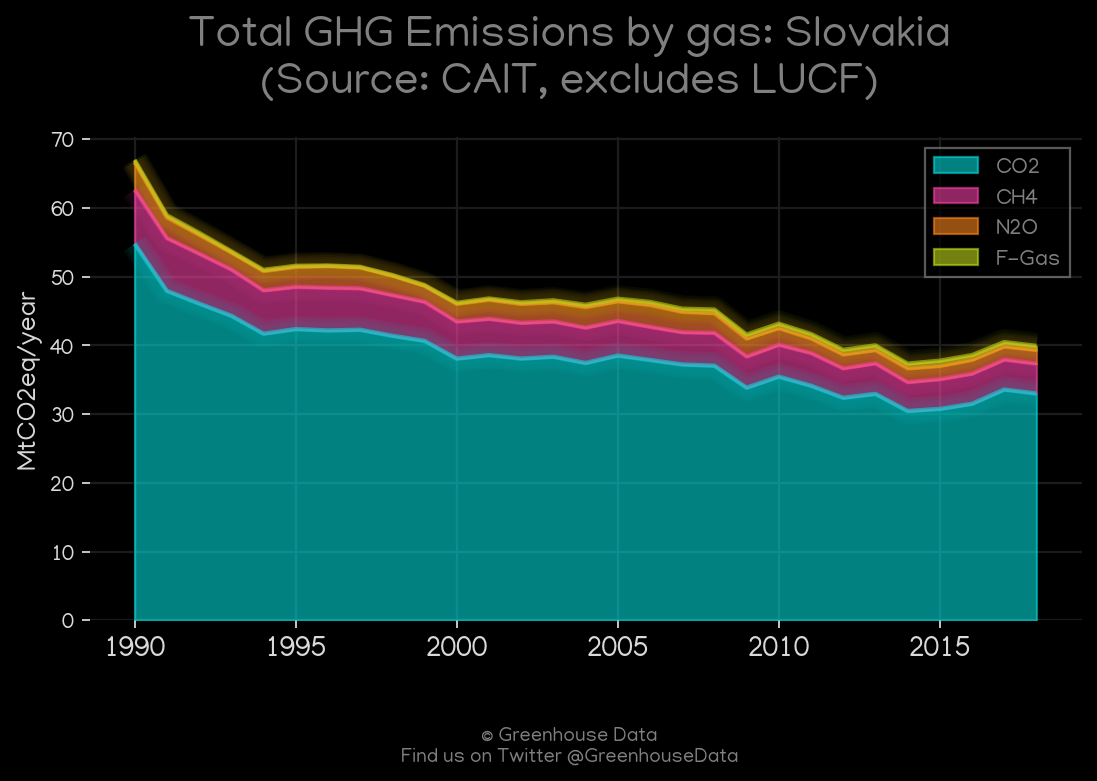 Total GHG Emissions by gas: Slovakia
(Source: CAIT, excludes LUCF)
70
60
50
40
30
20
10
0
MtCO2eq/year
CO2
CH4
N2O
F-Gas
1990 1995 2000 2005 2010 2015
© Greenhouse Data
Find us on Twitter @GreenhouseData